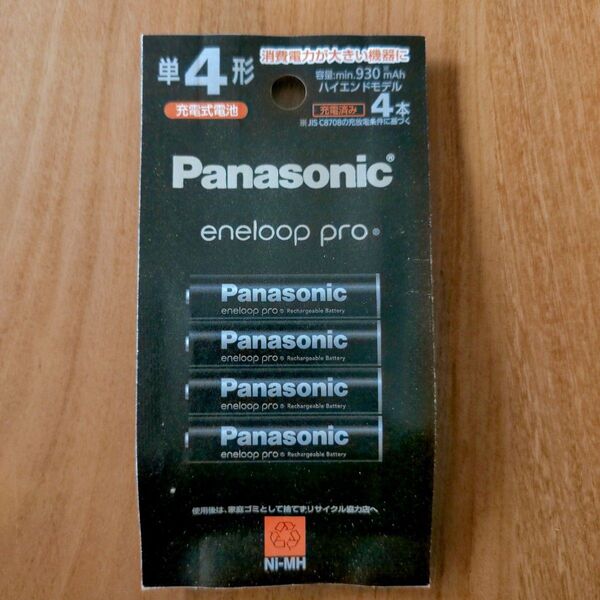 単4形
充電式電池
消費電力が大きい機器に
容量:min.930※mAh
ハイエンドモデル
充電済み 4本
※JIS C8708の充放電条件に基づく
Panasonic®
eneloop pro®
Panasonic
eneloop pro® Rechargeable Battery
Panasonic
eneloop pro® Rechargeable Battery
Panasonic
eneloop pro® Rechargeable Battery
Panasonic
eneloop pro® Rechargeable Battery
使用後は、家庭ゴミとして捨てずリサイクル協力店へ
Ni-MH